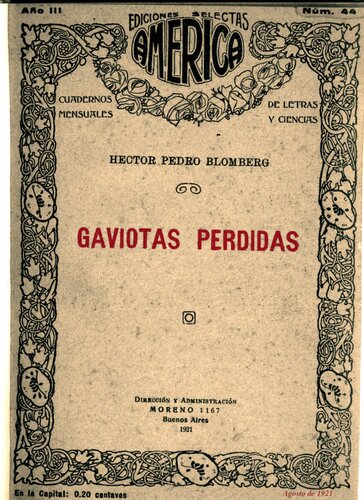 Año III
Núm. 44
EDICIONES SELECTAS
AMERICA
CUADERNOS
MENSUALES
DE LETRAS
Y CIENCIAS
HECTOR PEDRO BLOMBERG
GAVIOTAS PERDIDAS
DIRECCIÓN Y ADMINISTRACIÓN
MORENO 1167
Buenos Aires
1921
En la Capital: 0,20 centavos
Agosto de 1921